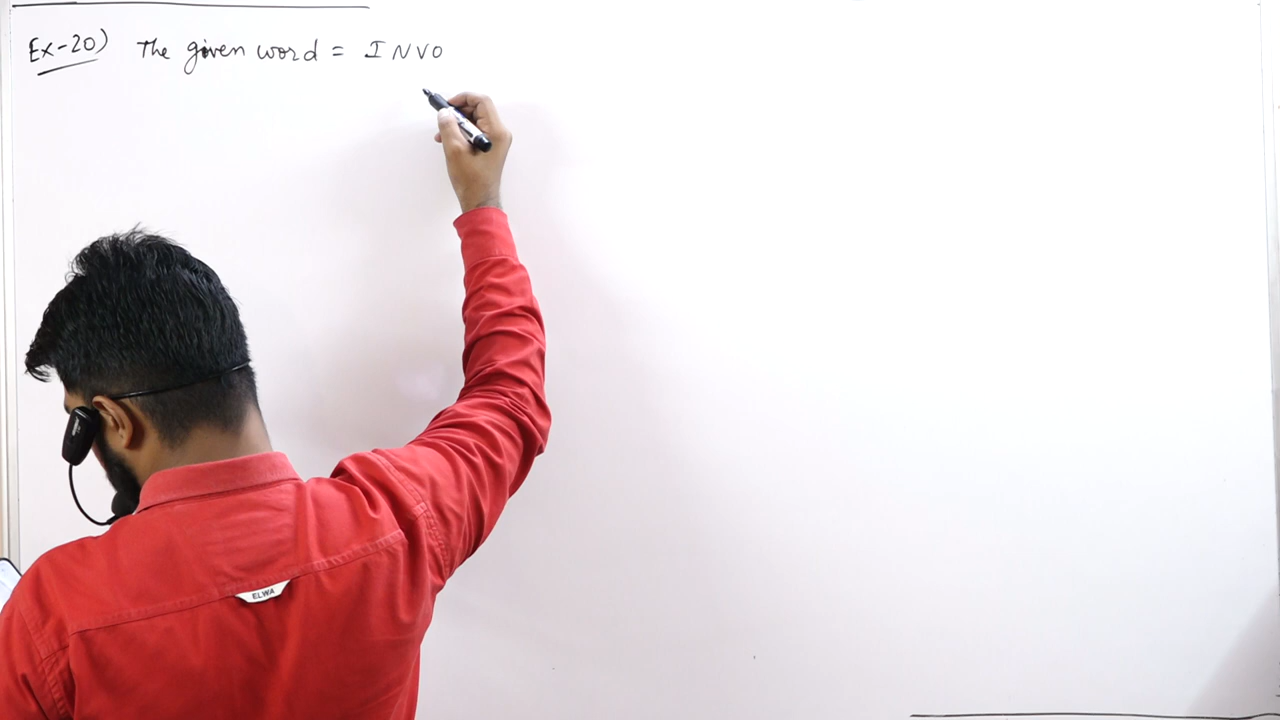 Ex-20) The given word = INVO
ELWA